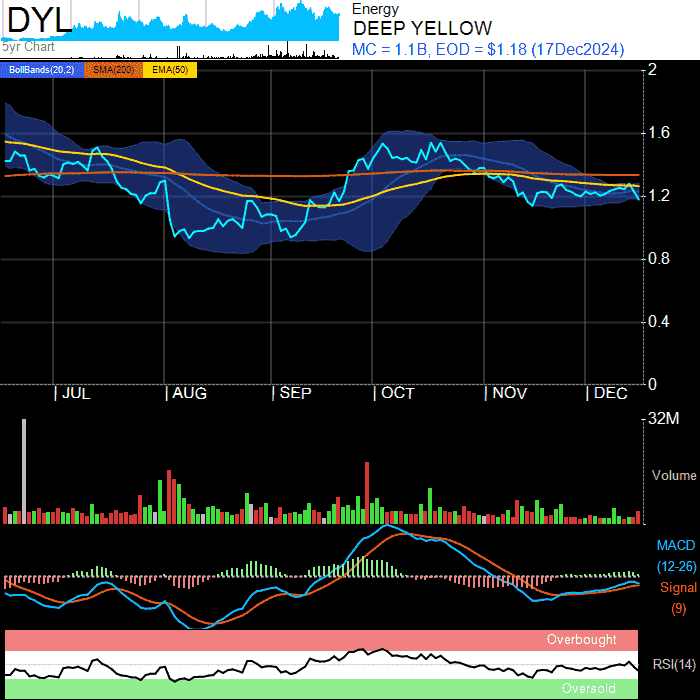 DYL
5yr Chart
Energy
DEEP YELLOW
MC = 1.1B, EOD = $1.18 (17Dec2024)
BollBands(20,2) SMA(200) EMA(50)
2
1.6
1.2
0.8
0.4
0
JUL AUG SEP OCT NOV DEC
32M
Volume
MACD
(12-26)
Signal
(9)
Overbought
RSI(14)
Oversold